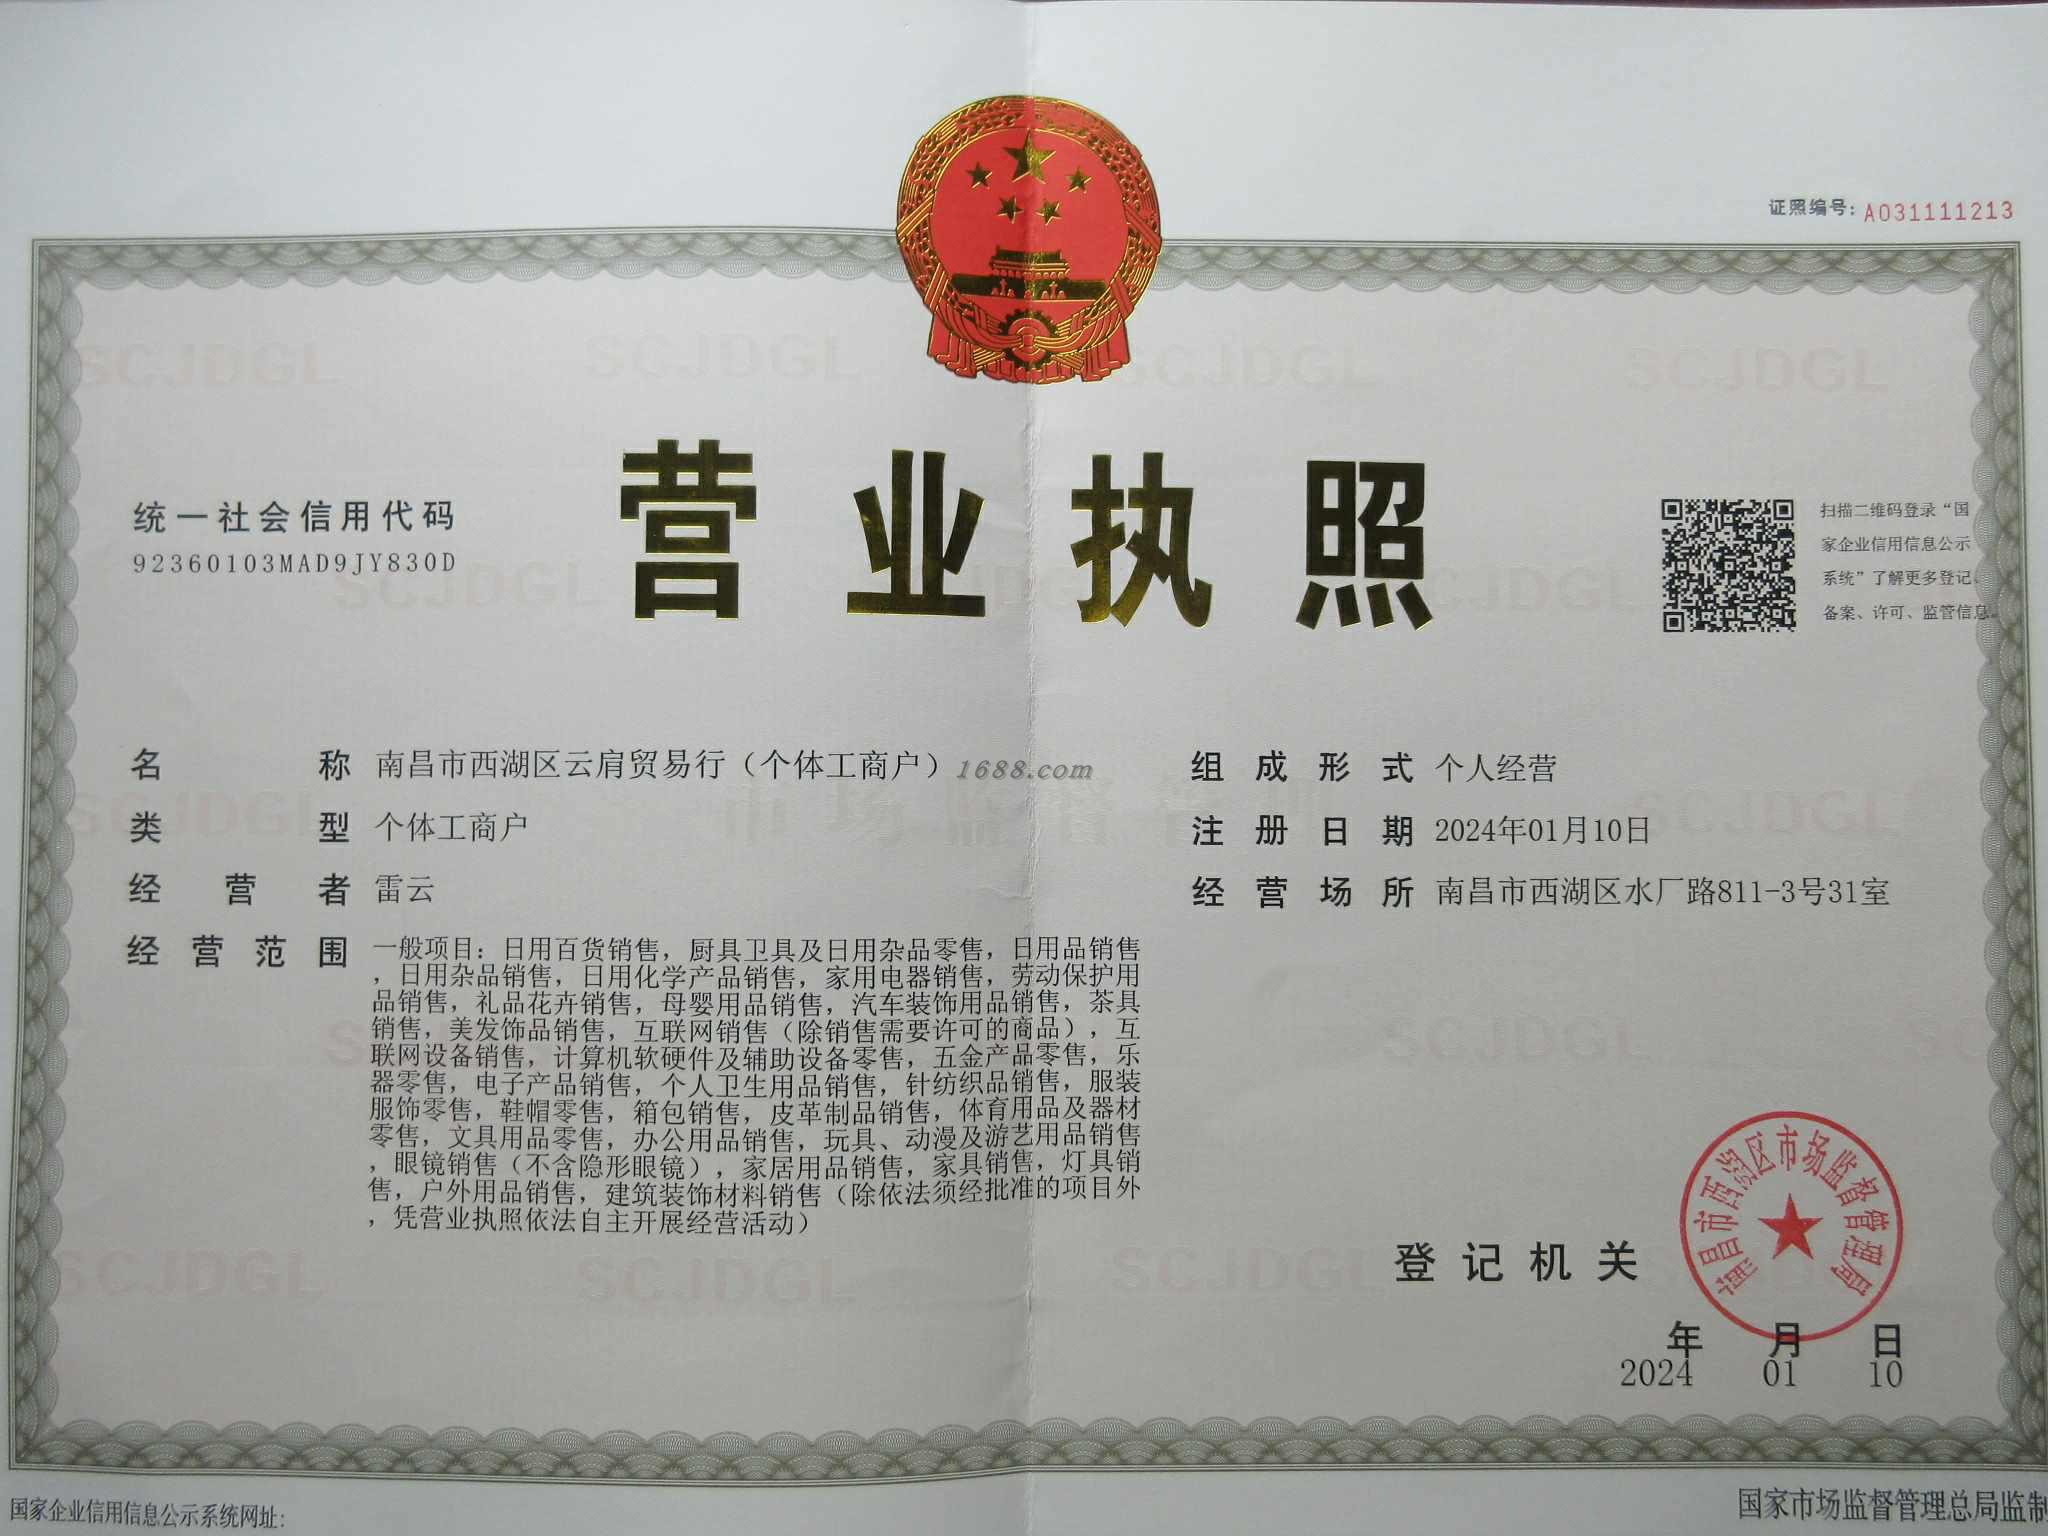 证照编号：A031111213
营业执照
统一社会信用代码
92360103MAD9JY830D
扫描二维码登录“国
家企业信用信息公示
系统”了解更多登记、
备案、许可、监管信息。
名称 南昌市西湖区云肩贸易行（个体工商户）
1688.com
类型 个体工商户
经营者 雷云
经营范围 一般项目：日用百货销售，厨具卫具及日用杂品零售，日用品销售
，日用杂品销售，日用化学产品销售，家用电器销售，劳动保护用
品销售，礼品花卉销售，母婴用品销售，汽车装饰用品销售，茶具
销售，美发饰品销售，互联网销售（除销售需要许可的商品），互
联网设备销售，计算机软硬件及辅助设备零售，五金产品零售，乐
器零售，电子产品销售，个人卫生用品销售，针纺织品销售，服装
服饰零售，鞋帽零售，箱包销售，皮革制品销售，体育用品及器材
零售，文具用品零售，办公用品销售，玩具、动漫及游艺用品销售
，眼镜销售（不含隐形眼镜），家居用品销售，家具销售，灯具销
售，户外用品销售，建筑装饰材料销售（除依法须经批准的项目外
，凭营业执照依法自主开展经营活动）
组成形式 个人经营
注册日期 2024年01月10日
经营场所 南昌市西湖区水厂路811-3号31室
登记机关
南昌市西湖区市场监督管理局
年 月 日
2024 01 10
国家企业信用信息公示系统网址：
国家市场监督管理总局监制
SCJDGL